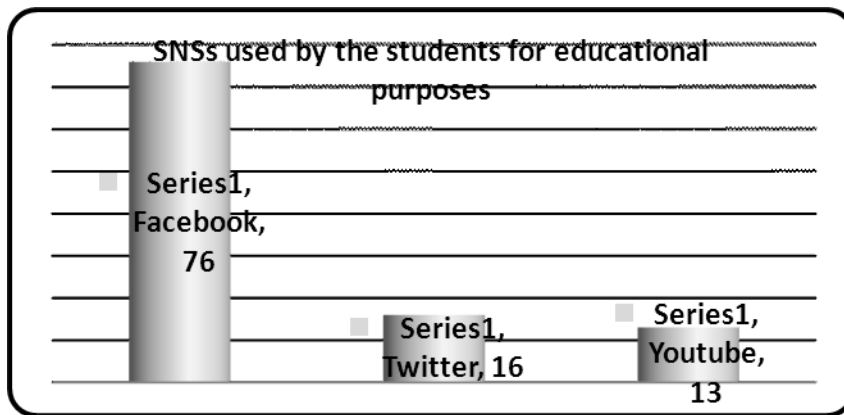 SNSs used by the students for educational
purposes
Series1,
Facebook,
76
Series1,
Twitter, 16
Series1,
Youtube,
13